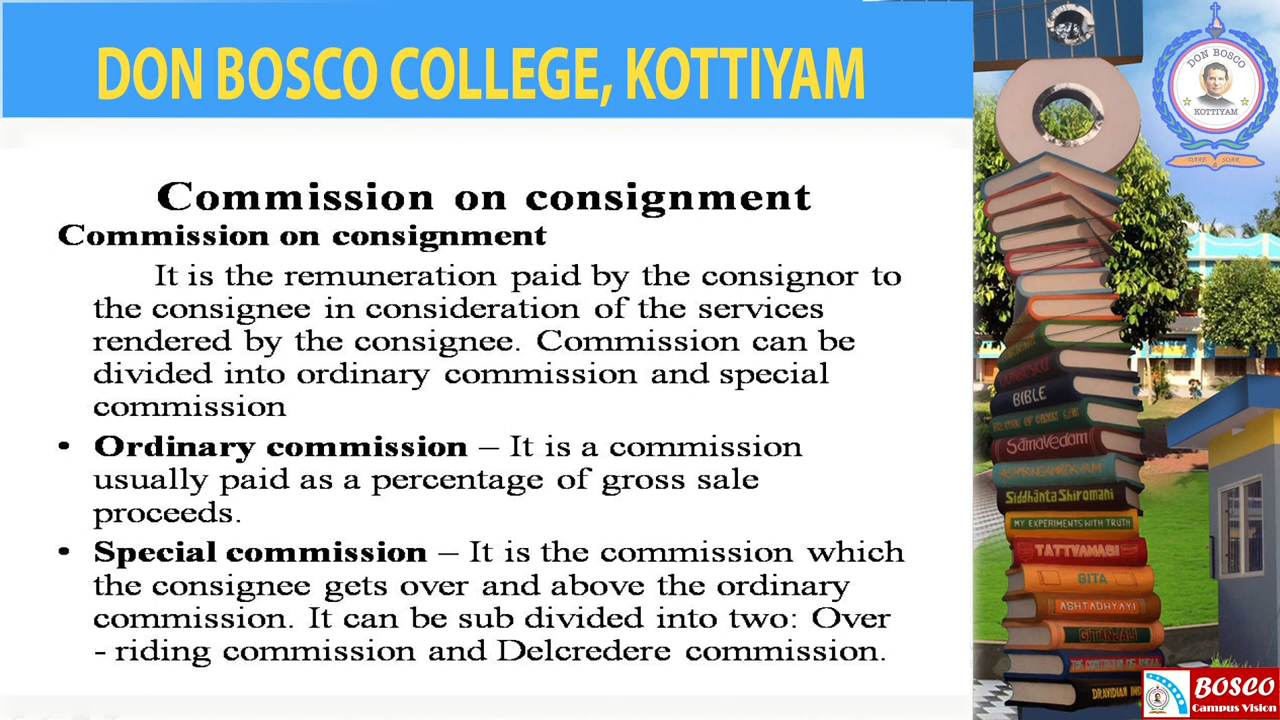 DON BOSCO COLLEGE, KOTTIYAM
DON BOSCO
KOTTIYAM
DARE & SOAR
Commission on consignment
Commission on consignment
It is the remuneration paid by the consignor to
the consignee in consideration of the services
rendered by the consignee. Commission can be
divided into ordinary commission and special
commission
• Ordinary commission – It is a commission
usually paid as a percentage of gross sale
proceeds.
• Special commission – It is the commission which
the consignee gets over and above the ordinary
commission. It can be sub divided into two: Over
- riding commission and Delcredere commission.
BIBLE
Samavedam
Siddhānta Shiromani
MY EXPERIMENTS WITH TRUTH
TATTVAMASI
GITA
ASHTADHYAYI
GITANJALI
DRAVIDIAN
BOSCO
Campus Vision